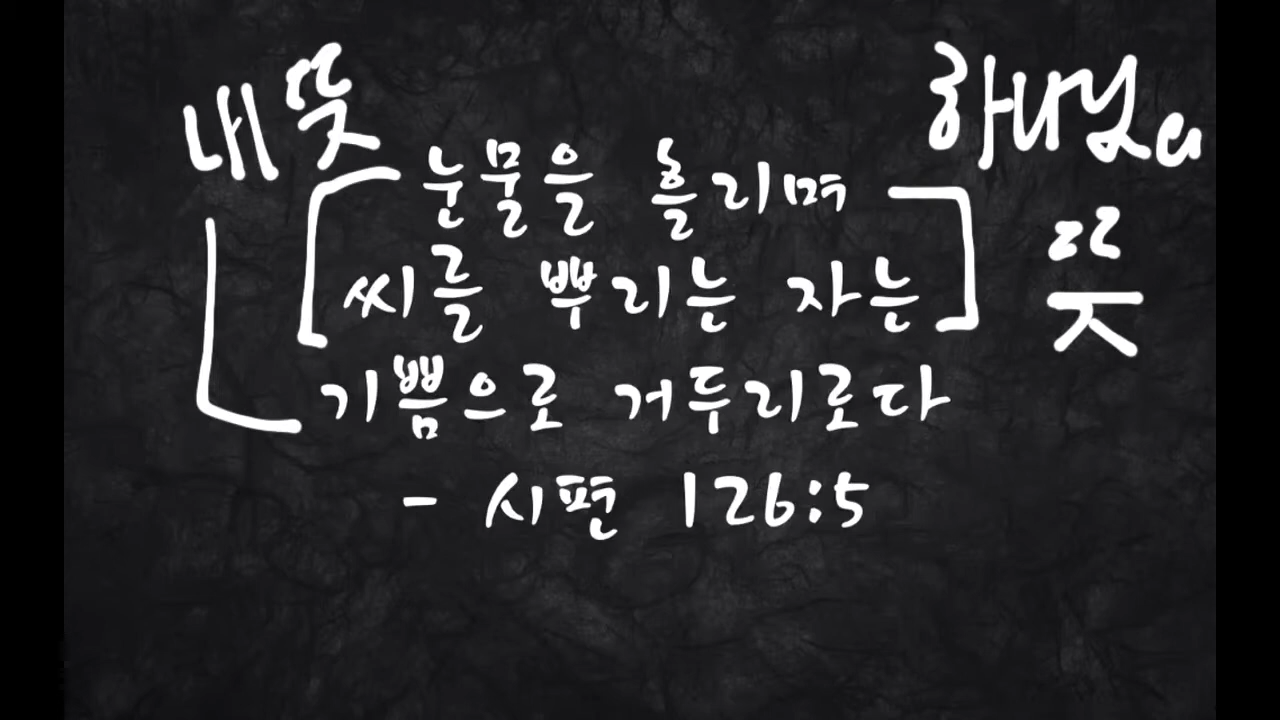 내 뜻
하나님 a
뜻
눈물을 흘리며
씨를 뿌리는 자는
기쁨으로 거두리로다
- 시편 126:5